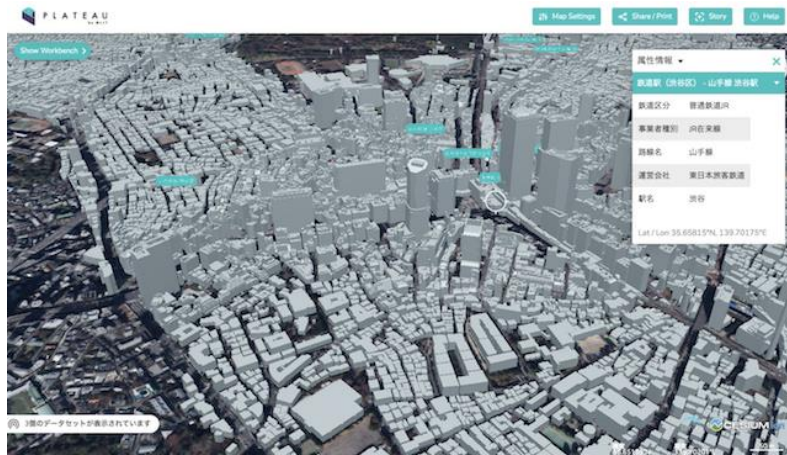 PLATEAU
by MLIT
Map Settings
Share / Print
Story
Help
Show Workbench
属性情報
鉄道駅（渋谷区） - 山手線 渋谷駅
鉄道区分 普通鉄道JR
事業者種別 JR在来線
路線名 山手線
運営会社 東日本旅客鉄道
駅名 渋谷
Lat / Lon 35.65815°N, 139.70175°E
3個のデータセットが表示されています
CESIUM